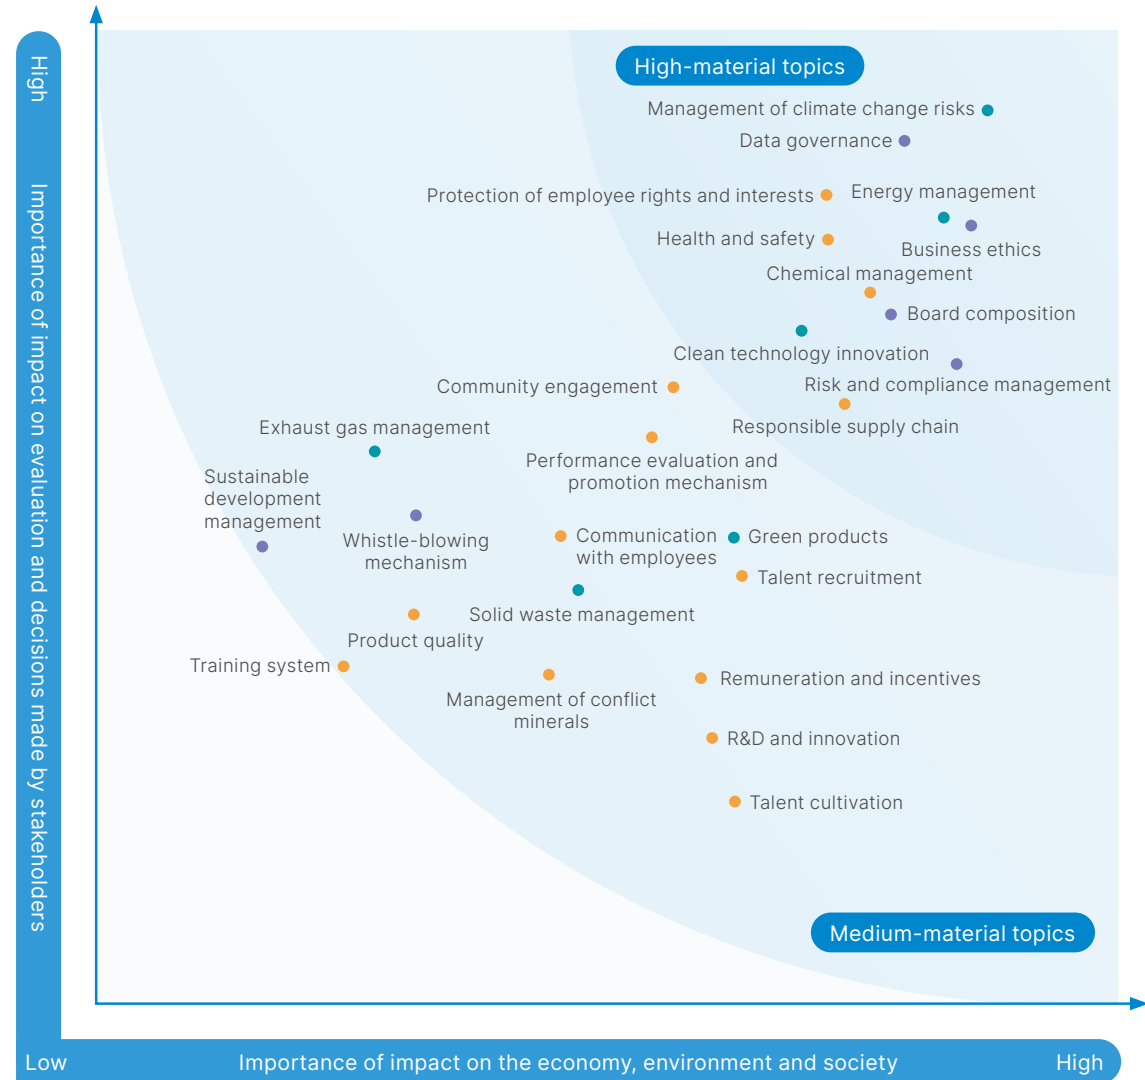 High
Importance of impact on evaluation and decisions made by stakeholders
High-material topics
Management of climate change risks
Data governance
Protection of employee rights and interests
Energy management
Health and safety
Business ethics
Chemical management
Board composition
Clean technology innovation
Risk and compliance management
Community engagement
Responsible supply chain
Exhaust gas management
Performance evaluation and
promotion mechanism
Sustainable
development
management
Whistle-blowing
mechanism
Communication
with employees
Green products
Talent recruitment
Solid waste management
Product quality
Training system
Management of conflict
minerals
Remuneration and incentives
R&D and innovation
Talent cultivation
Medium-material topics
Low
Importance of impact on the economy, environment and society
High